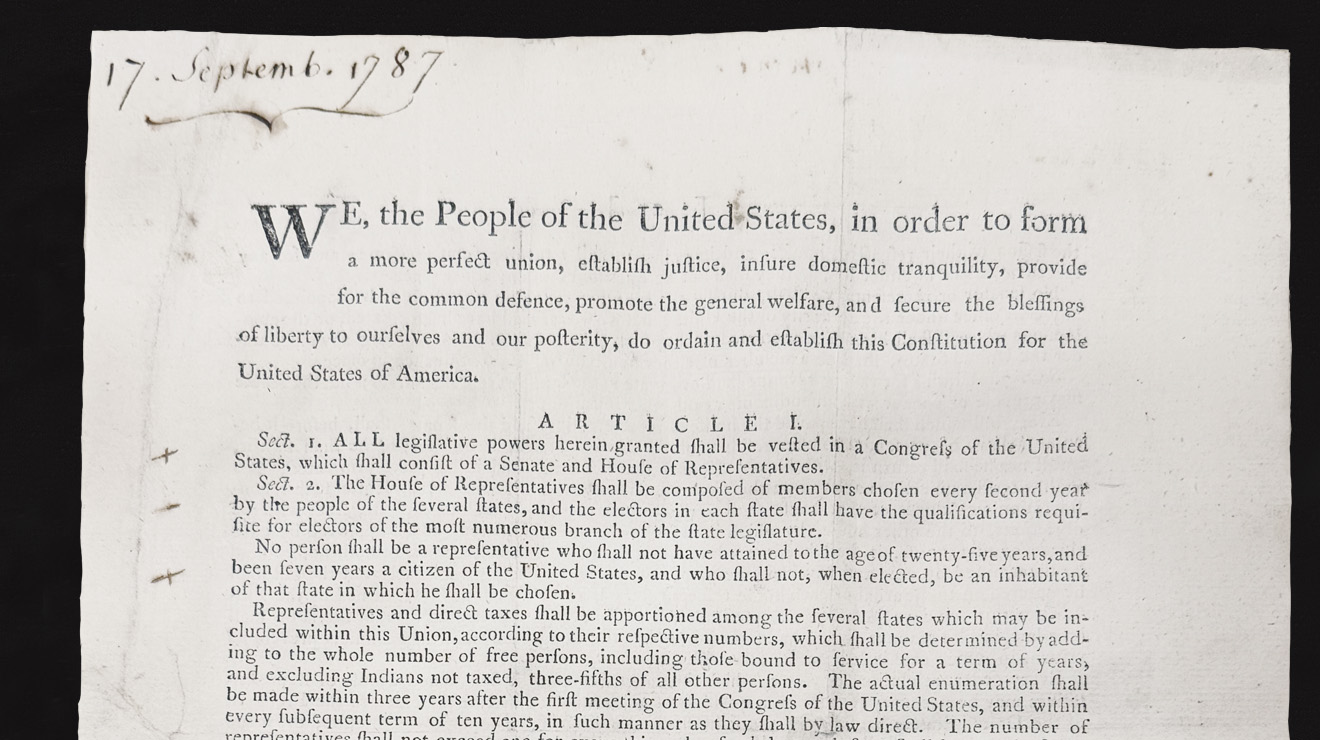 17. Septemb. 1787
WE, the People of the United States, in order to form
a more perfect union, eſtabliſh juſtice, inſure domeſtic tranquility, provide
for the common defence, promote the general welfare, and ſecure the bleſſings
of liberty to ourſelves and our poſterity, do ordain and eſtabliſh this Conſtitution for the
United States of America.
ARTICLE I.
Sect. 1. ALL legiſlative powers herein granted ſhall be veſted in a Congreſs of the United
States, which ſhall conſiſt of a Senate and Houſe of Repreſentatives.
Sect. 2. The Houſe of Repreſentatives ſhall be compoſed of members choſen every ſecond year
by the people of the ſeveral ſtates, and the electors in each ſtate ſhall have the qualifications requi-
ſite for electors of the moſt numerous branch of the ſtate legiſlature.
No perſon ſhall be a repreſentative who ſhall not have attained to the age of twenty-five years, and
been ſeven years a citizen of the United States, and who ſhall not, when elected, be an inhabitant
of that ſtate in which he ſhall be choſen.
Repreſentatives and direct taxes ſhall be apportioned among the ſeveral ſtates which may be in-
cluded within this Union, according to their reſpective numbers, which ſhall be determined by add-
ing to the whole number of free perſons, including thoſe bound to ſervice for a term of years,
and excluding Indians not taxed, three-fifths of all other perſons. The actual enumeration ſhall
be made within three years after the firſt meeting of the Congreſs of the United States, and within
every ſubſequent term of ten years, in ſuch manner as they ſhall by law direct. The number of
repreſentatives ſhall not exceed one for every